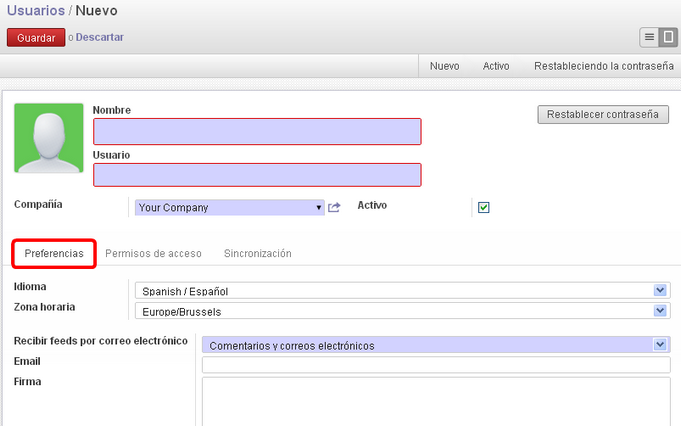 Usuarios / Nuevo
Guardar o Descartar
Nuevo Activo Restableciendo la contraseña
Nombre
Restablecer contraseña
Usuario
Compañía Your Company Activo
Preferencias Permisos de acceso Sincronización
Idioma Spanish / Español
Zona horaria Europe/Brussels
Recibir feeds por correo electrónico Comentarios y correos electrónicos
Email
Firma